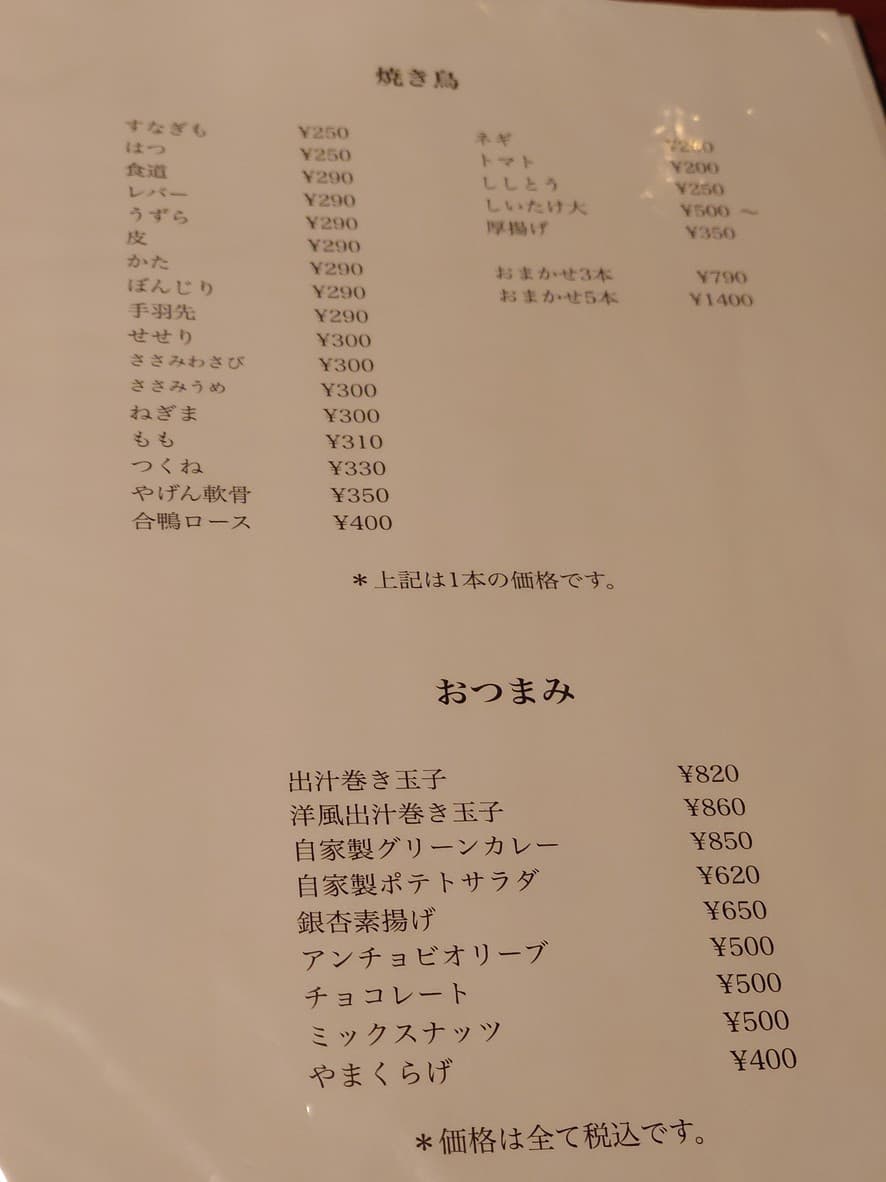 焼き鳥
すなぎも ¥250
はつ ¥250
食道 ¥290
レバー ¥290
うずら ¥290
皮 ¥290
かた ¥290
ぼんじり ¥290
手羽先 ¥290
せせり ¥300
ささみわさび ¥300
ささみうめ ¥300
ねぎま ¥300
もも ¥310
つくね ¥330
やげん軟骨 ¥350
合鴨ロース ¥400
ネギ
トマト ¥200
ししとう ¥250
しいたけ大 ¥500 ～
厚揚げ ¥350
おまかせ3本 ¥790
おまかせ5本 ¥1400
＊上記は1本の価格です。
おつまみ
出汁巻き玉子 ¥820
洋風出汁巻き玉子 ¥860
自家製グリーンカレー ¥850
自家製ポテトサラダ ¥620
銀杏素揚げ ¥650
アンチョビオリーブ ¥500
チョコレート ¥500
ミックスナッツ ¥500
やまくらげ ¥400
＊価格は全て税込です。